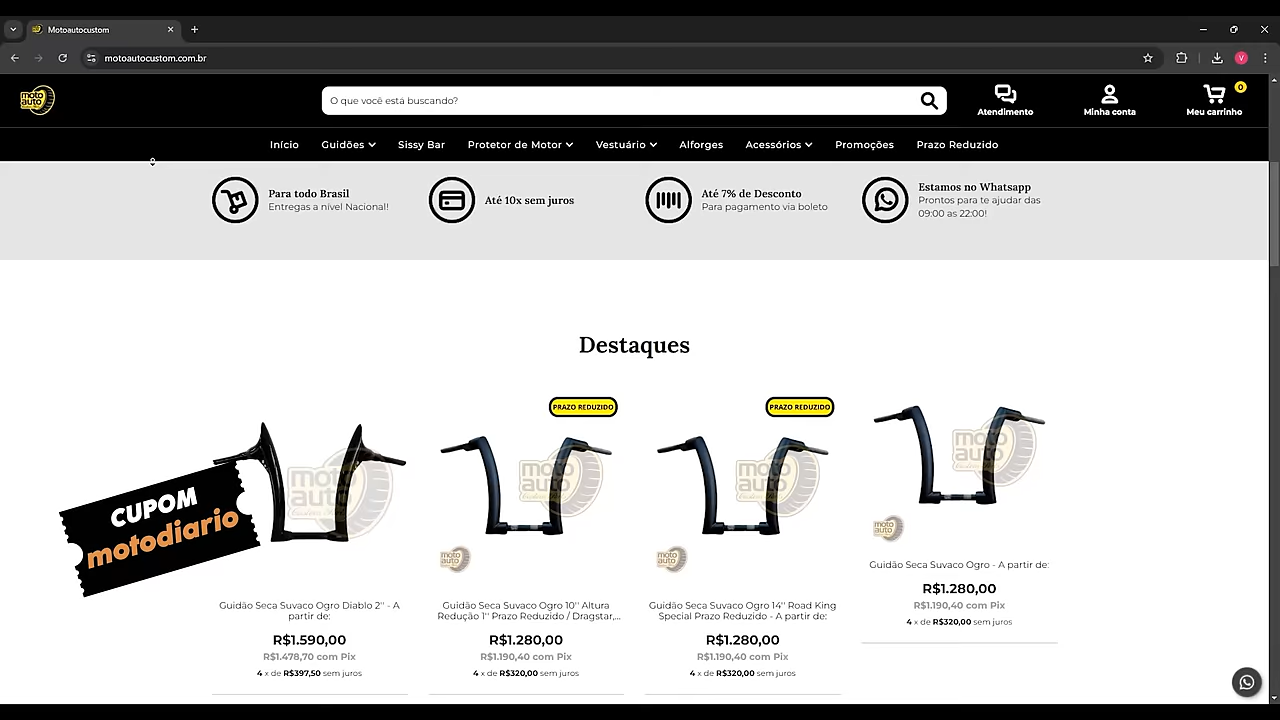 Motoautocustom
motoautocustom.com.br
moto
auto
O que você está buscando?
Atendimento
Minha conta
0
Meu carrinho
Início
Guidões
Sissy Bar
Protetor de Motor
Vestuário
Alforges
Acessórios
Promoções
Prazo Reduzido
Para todo Brasil
Entregas a nível Nacional!
Até 10x sem juros
Até 7% de Desconto
Para pagamento via boleto
Estamos no Whatsapp
Prontos para te ajudar das
09:00 as 22:00!
Destaques
PRAZO REDUZIDO
PRAZO REDUZIDO
CUPOM
motodiario
Guidão Seca Suvaco Ogro Diablo 2'' - A
partir de:
R$1.590,00
R$1.478,70 com Pix
4 x de R$397,50 sem juros
moto
auto
Guidão Seca Suvaco Ogro 10'' Altura
Redução 1'' Prazo Reduzido / Dragstar,...
R$1.280,00
R$1.190,40 com Pix
4 x de R$320,00 sem juros
moto
auto
Guidão Seca Suvaco Ogro 14'' Road King
Special Prazo Reduzido - A partir de:
R$1.280,00
R$1.190,40 com Pix
4 x de R$320,00 sem juros
moto
auto
Guidão Seca Suvaco Ogro - A partir de:
R$1.280,00
R$1.190,40 com Pix
4 x de R$320,00 sem juros
V